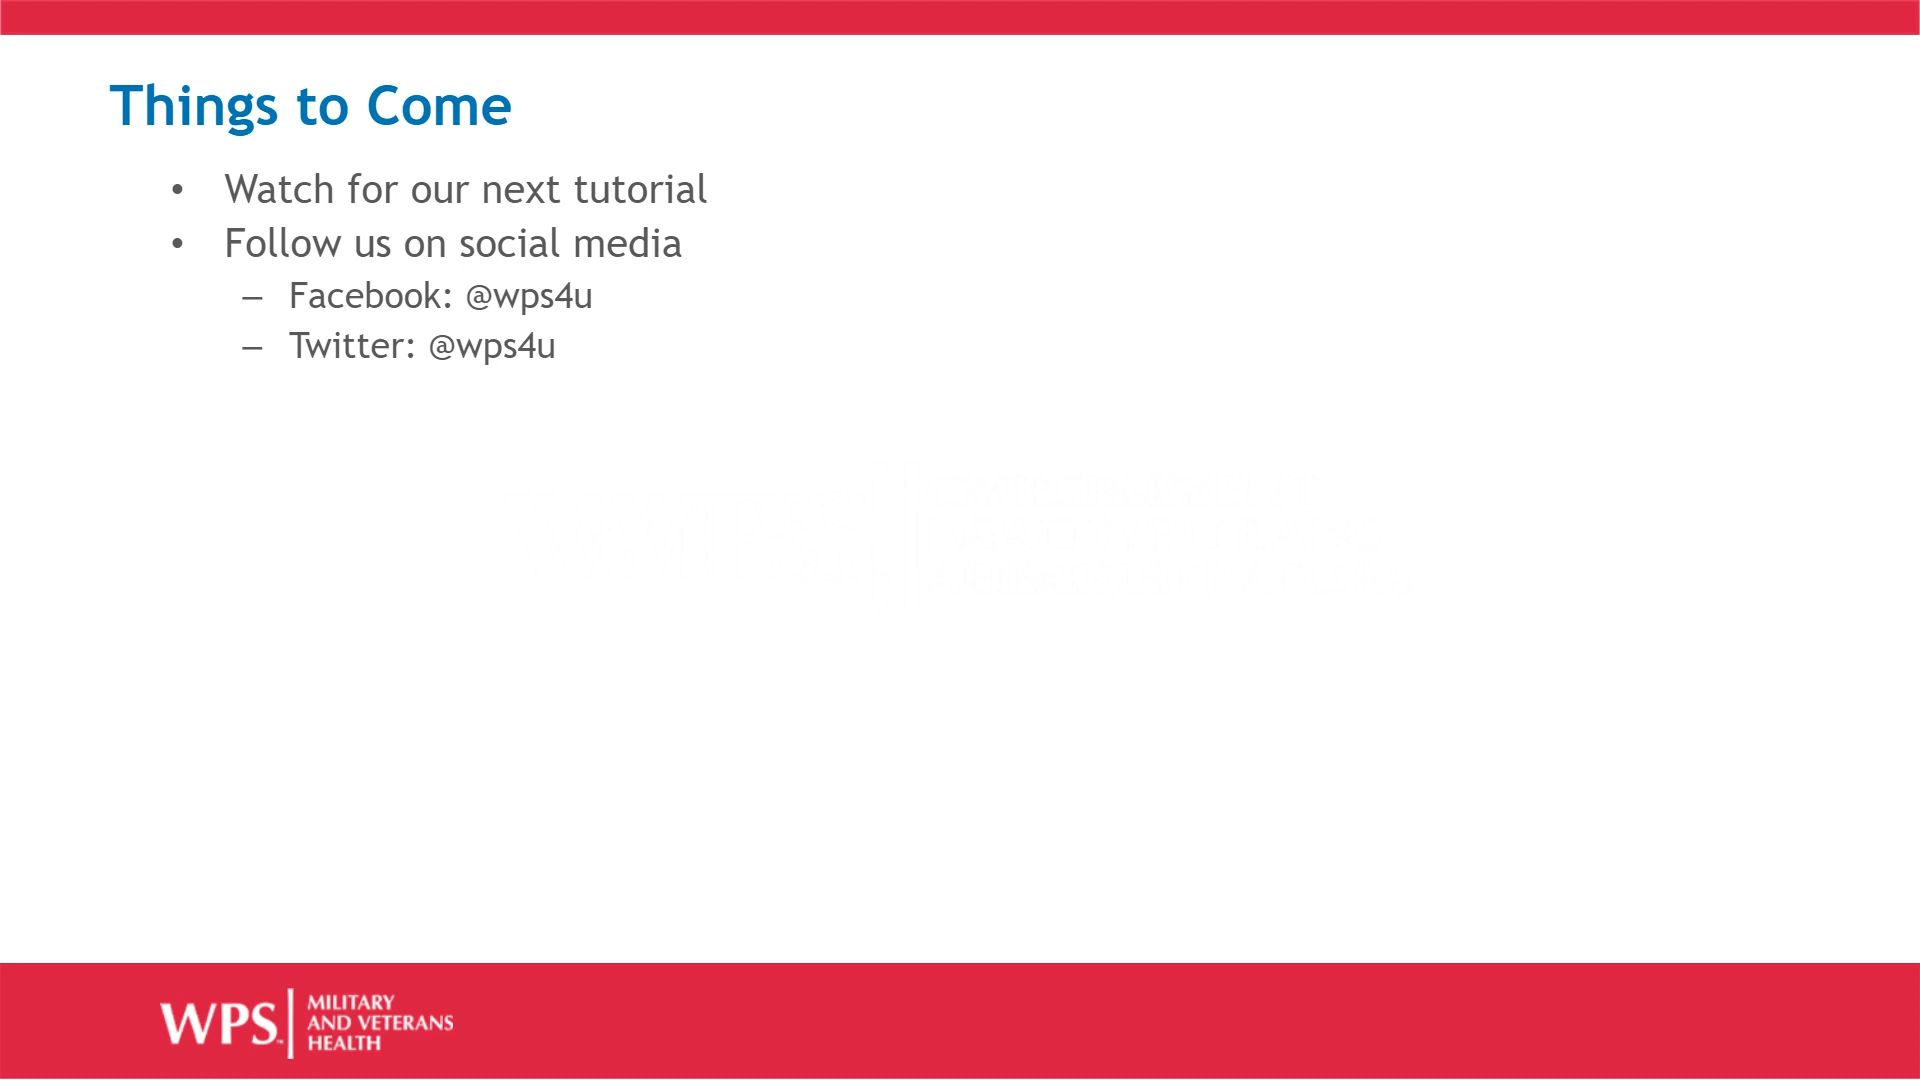 Things to Come
• Watch for our next tutorial
• Follow us on social media
– Facebook: @wps4u
– Twitter: @wps4u
WPS™
MILITARY
AND VETERANS
HEALTH